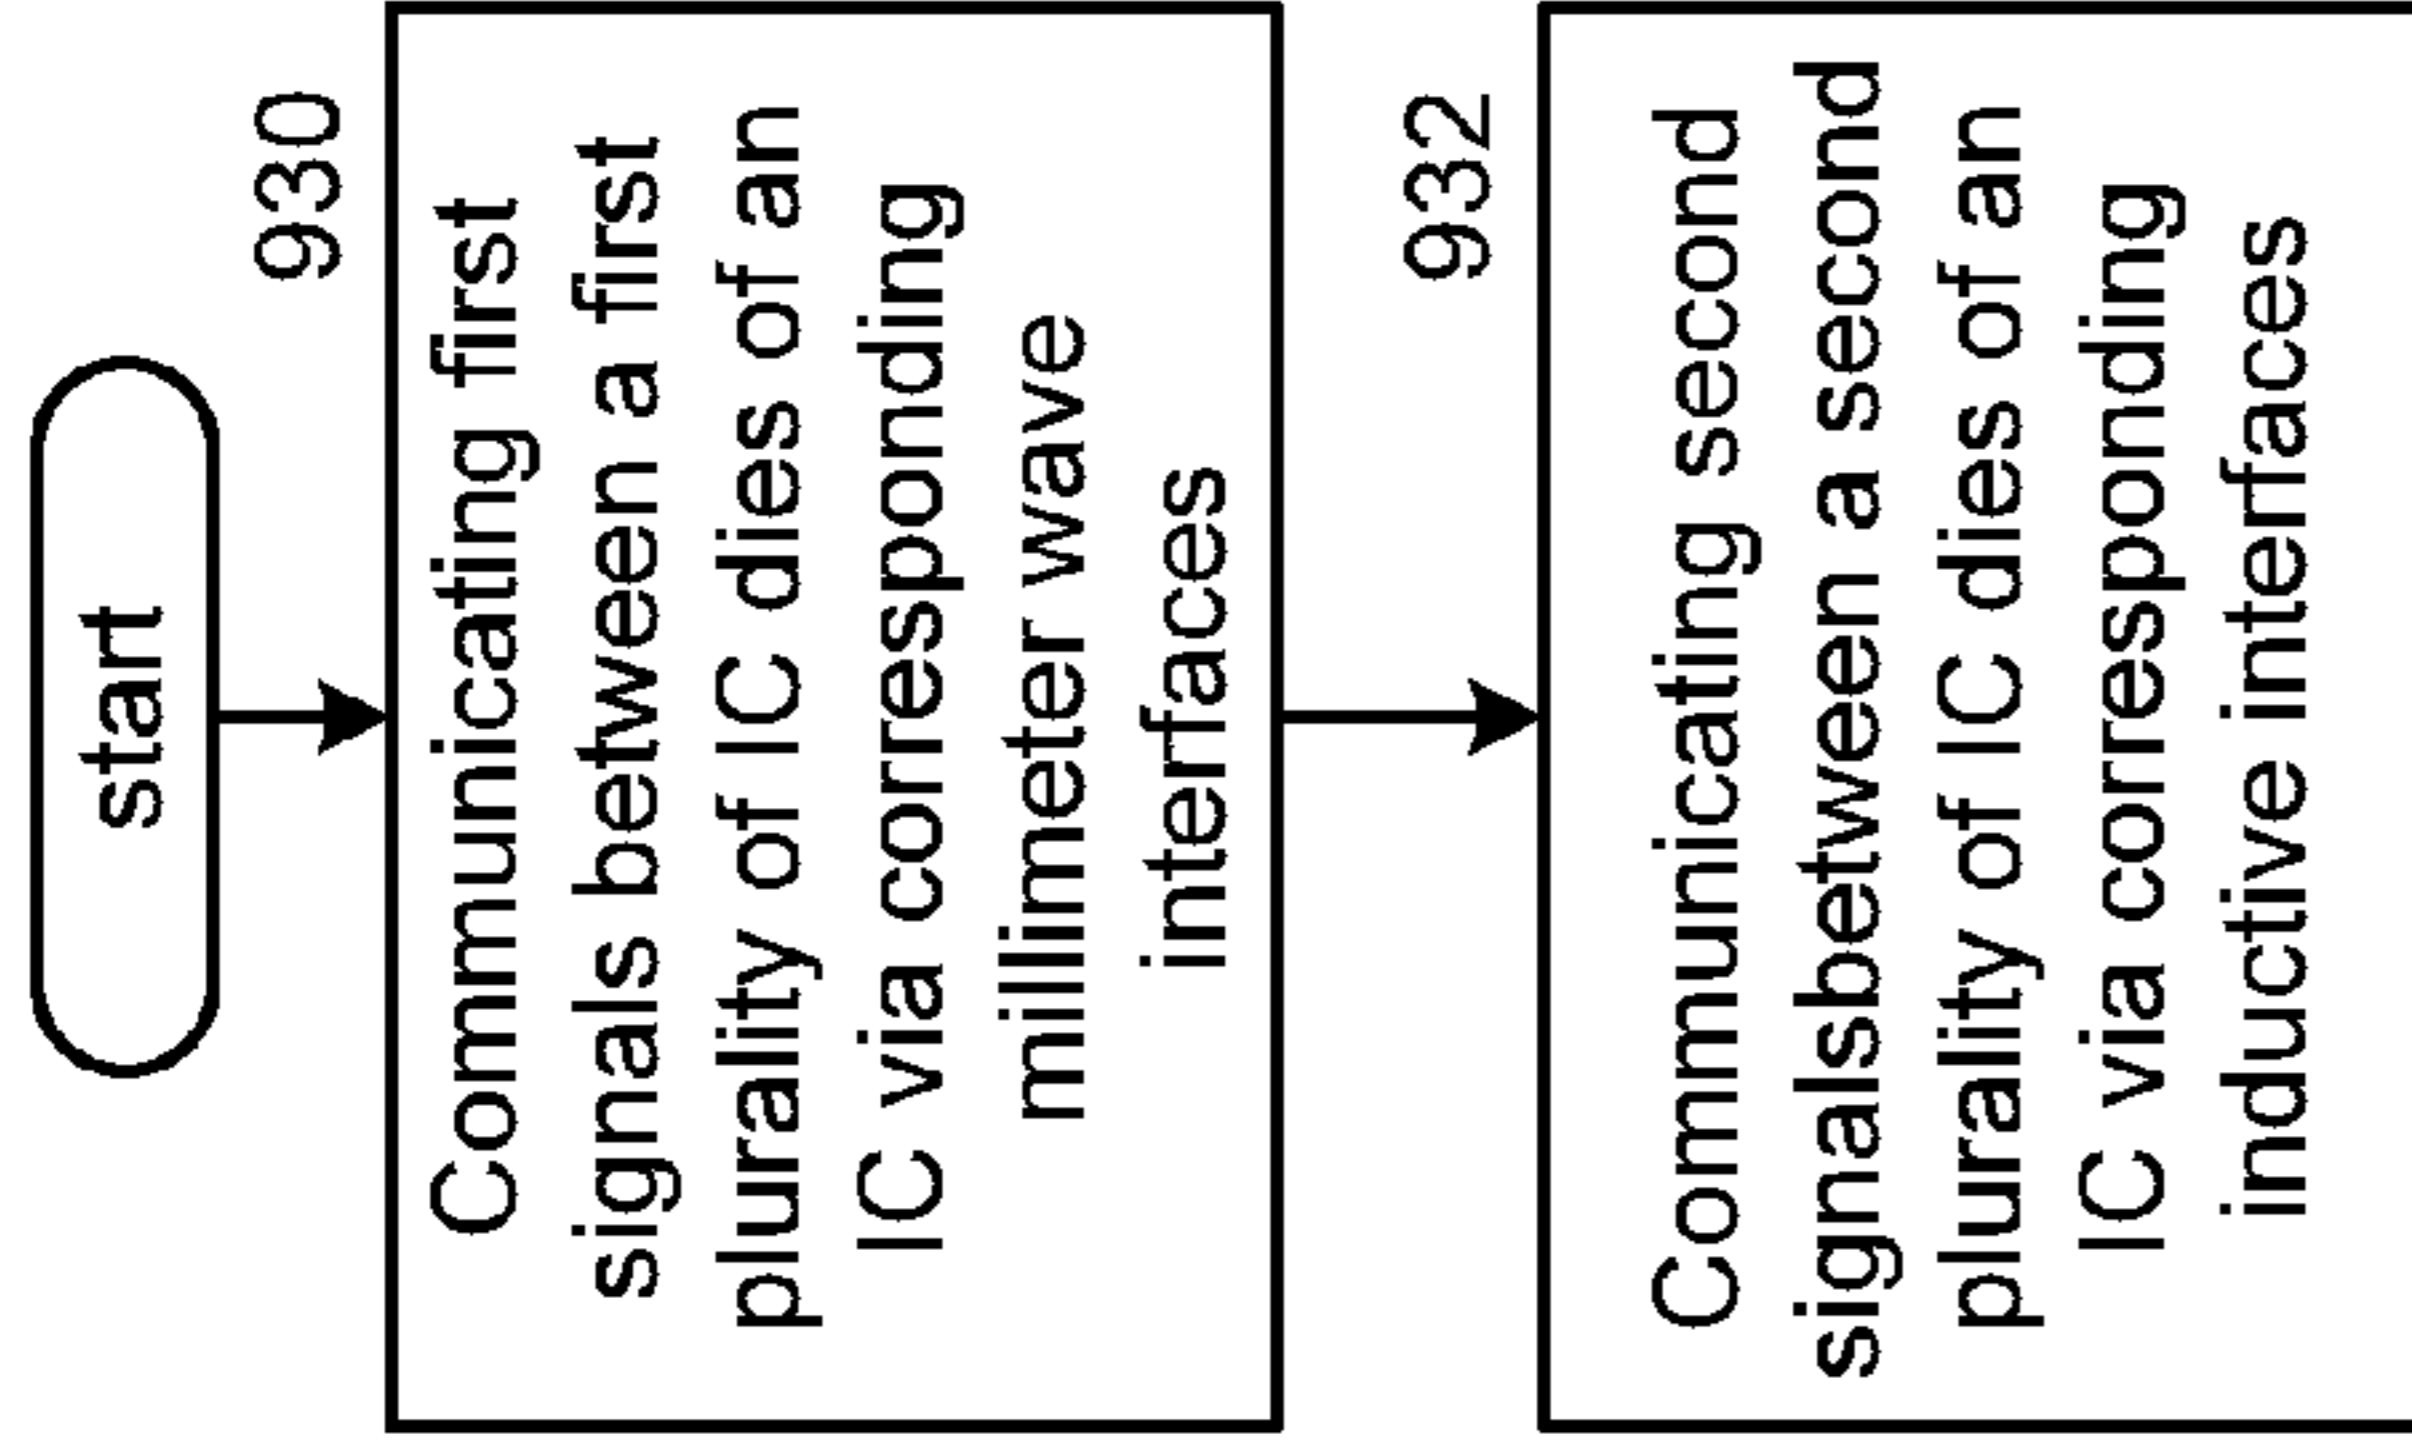 start
930
Communicating first
signals between a first
plurality of IC dies of an
IC via corresponding
millimeter wave
interfaces
932
Communicating second
signalsbetween a second
plurality of IC dies of an
IC via corresponding
inductive interfaces